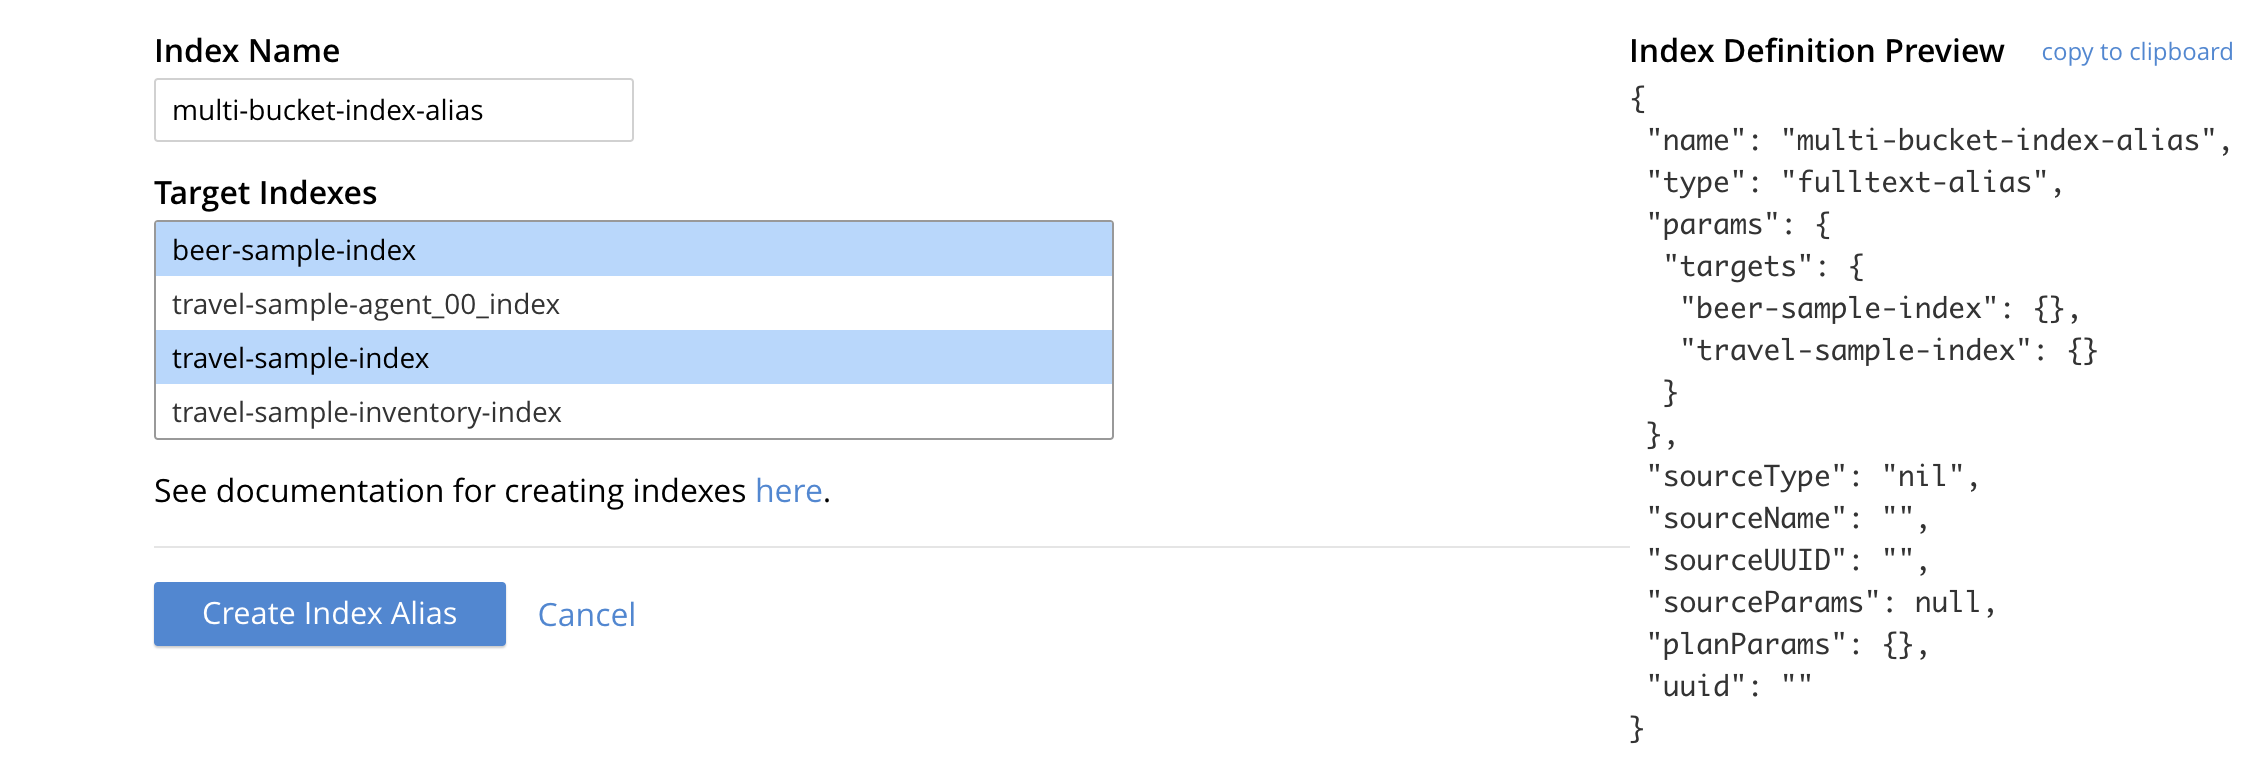 Index Name
multi-bucket-index-alias
Target Indexes
beer-sample-index
travel-sample-agent_00_index
travel-sample-index
travel-sample-inventory-index
See documentation for creating indexes here.
Create Index Alias Cancel
Index Definition Preview copy to clipboard
{
"name": "multi-bucket-index-alias",
"type": "fulltext-alias",
"params": {
"targets": {
"beer-sample-index": {},
"travel-sample-index": {}
}
},
"sourceType": "nil",
"sourceName": "",
"sourceUUID": "",
"sourceParams": null,
"planParams": {},
"uuid": ""
}